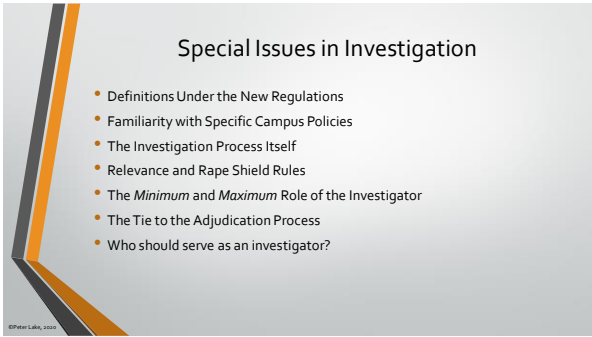 Special Issues in Investigation
• Definitions Under the New Regulations
• Familiarity with Specific Campus Policies
• The Investigation Process Itself
• Relevance and Rape Shield Rules
• The Minimum and Maximum Role of the Investigator
• The Tie to the Adjudication Process
• Who should serve as an investigator?
©Peter Lake, 2020